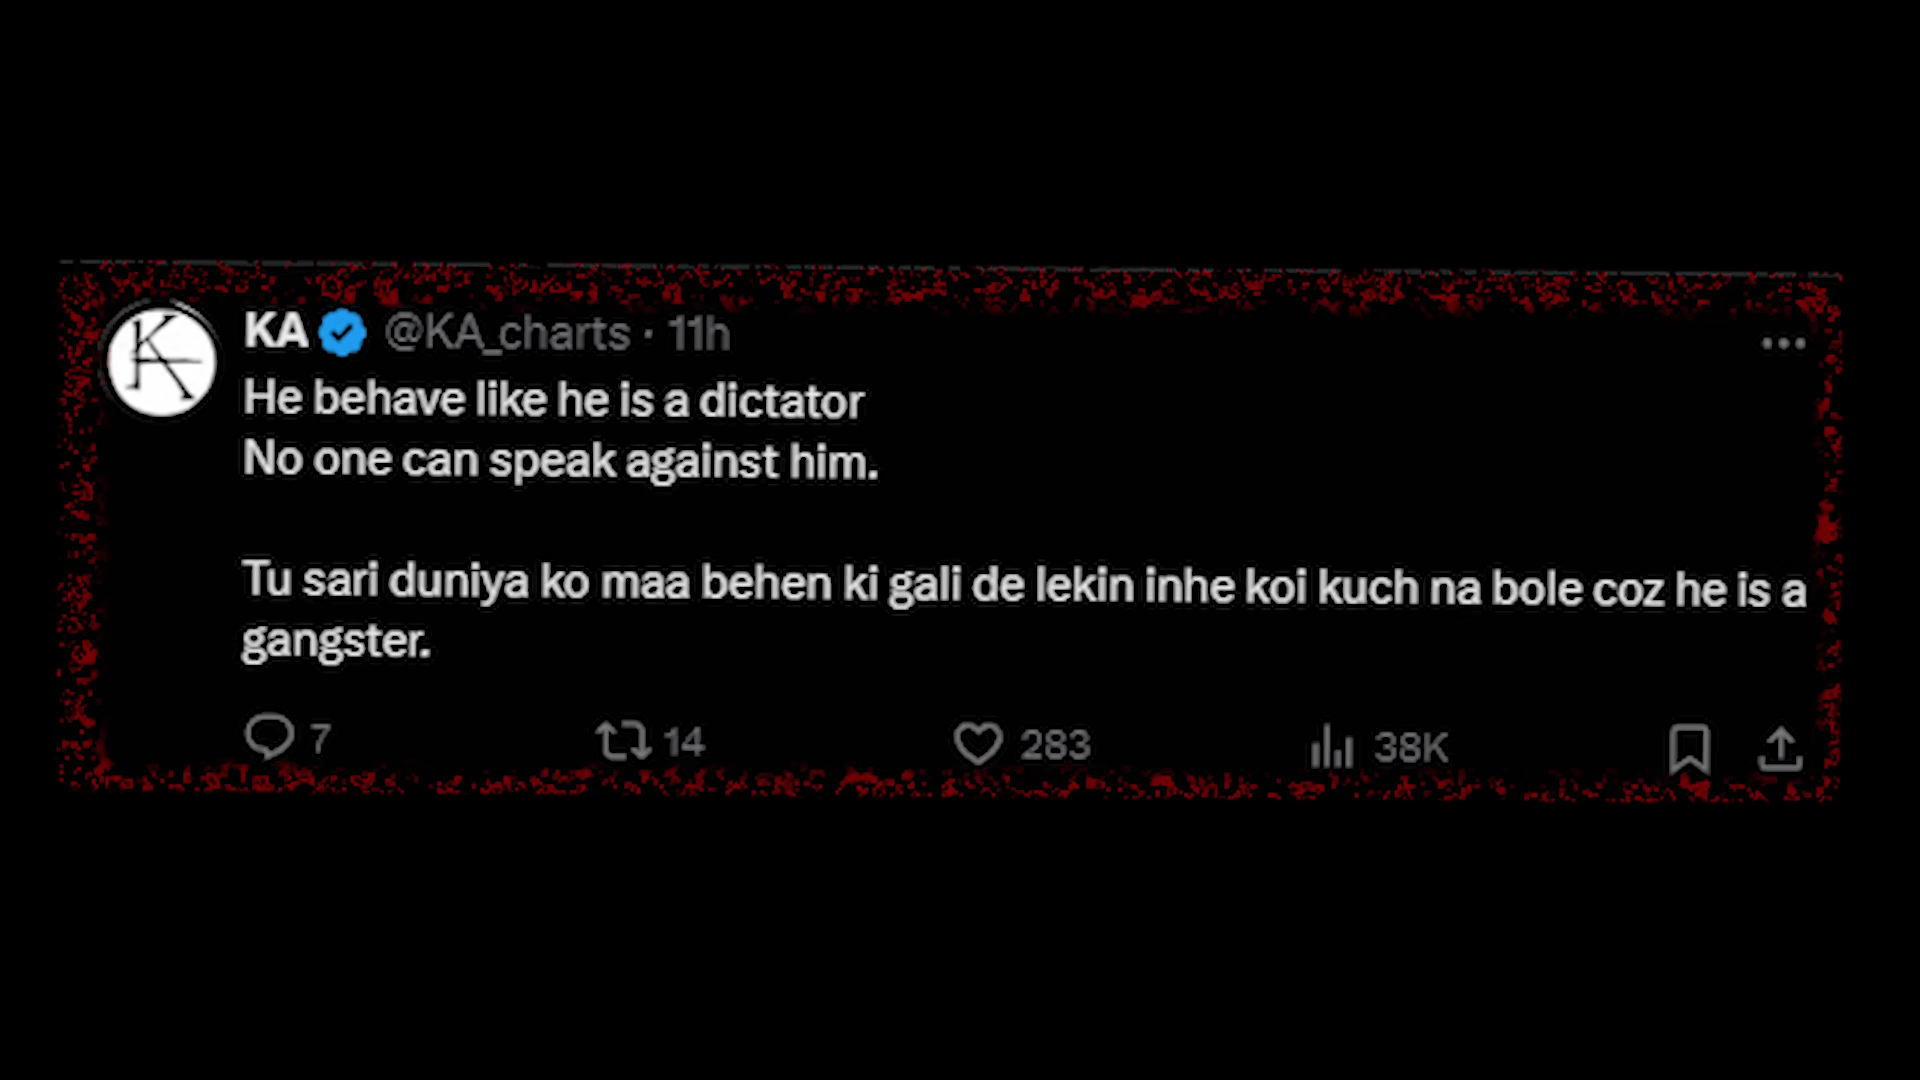 KA @KA_charts · 11h
He behave like he is a dictator
No one can speak against him.
Tu sari duniya ko maa behen ki gali de lekin inhe koi kuch na bole coz he is a
gangster.
7 14 283 38K